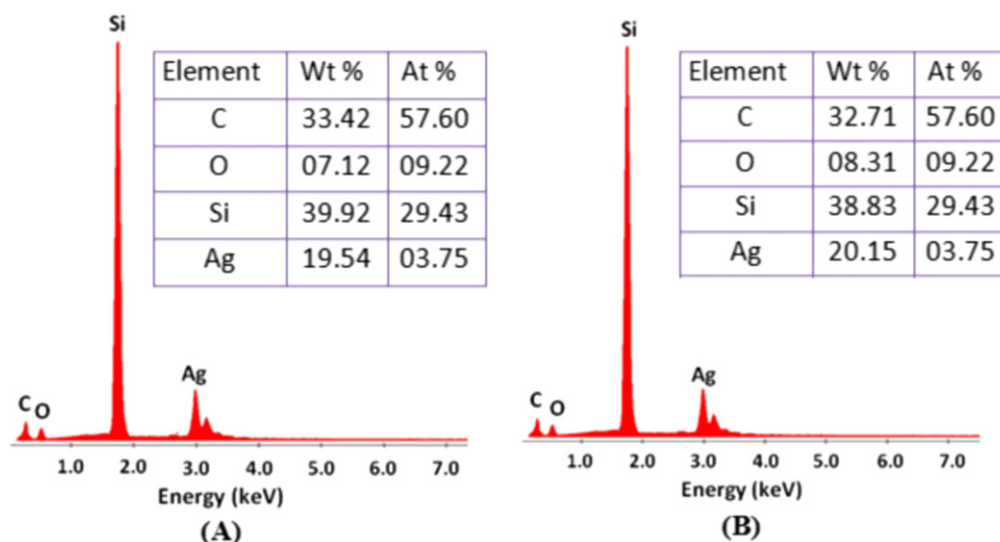 Si
Element Wt % At %
C 33.42 57.60
O 07.12 09.22
Si 39.92 29.43
Ag 19.54 03.75
Ag
C O
1.0 2.0 3.0 4.0 5.0 6.0 7.0
Energy (keV)
(A)
Si
Element Wt % At %
C 32.71 57.60
O 08.31 09.22
Si 38.83 29.43
Ag 20.15 03.75
Ag
C O
1.0 2.0 3.0 4.0 5.0 6.0 7.0
Energy (keV)
(B)